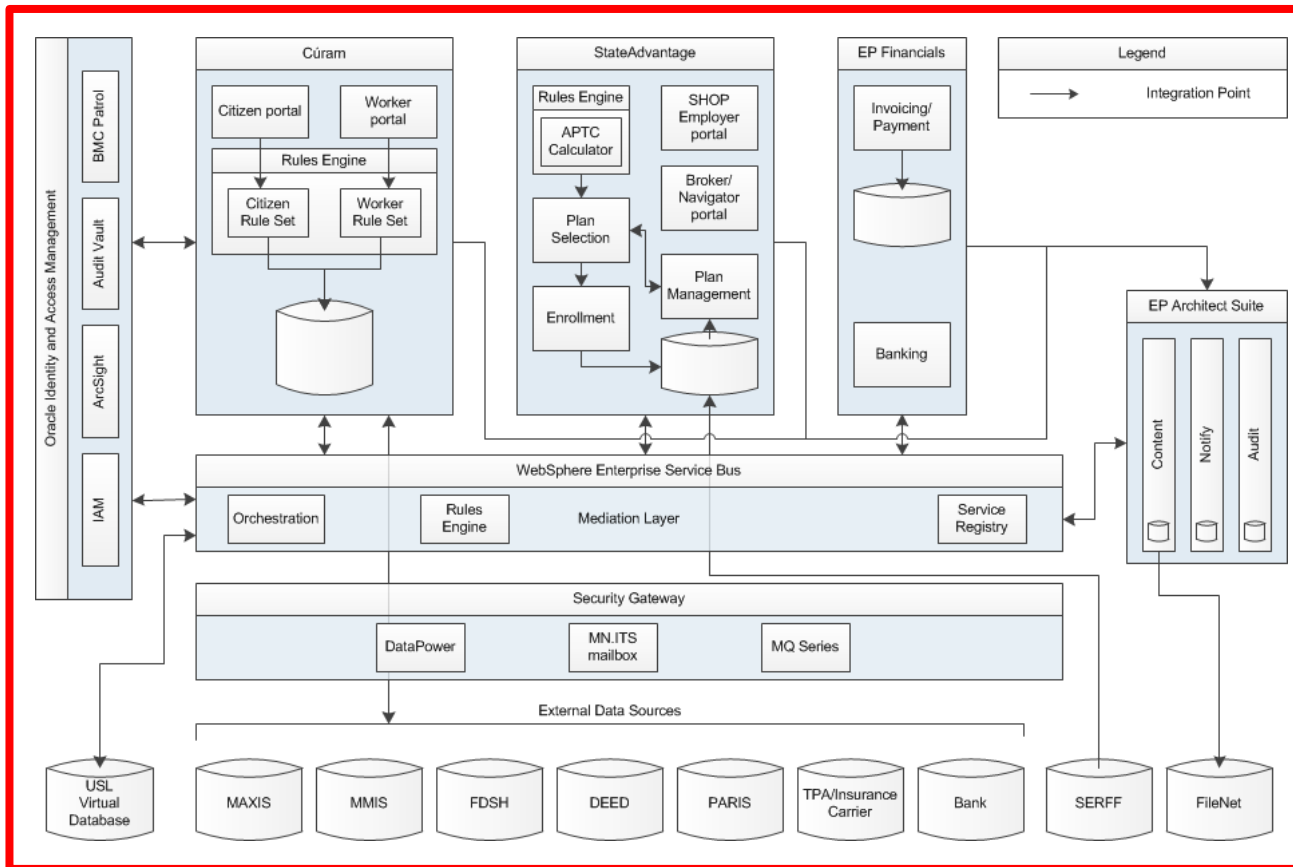 Oracle Identity and Access Management
BMC Patrol
Audit Vault
ArcSight
IAM
Cúram
Citizen portal
Worker
portal
Rules Engine
Citizen
Rule Set
Worker
Rule Set
StateAdvantage
Rules Engine
APTC
Calculator
SHOP
Employer
portal
Broker/
Navigator
portal
Plan
Selection
Plan
Management
Enrollment
EP Financials
Invoicing/
Payment
Banking
Legend
Integration Point
EP Architect Suite
Content
Notify
Audit
WebSphere Enterprise Service Bus
Orchestration
Rules
Engine
Mediation Layer
Service
Registry
Security Gateway
DataPower
MN.ITS
mailbox
MQ Series
External Data Sources
USL
Virtual
Database
MAXIS
MMIS
FDSH
DEED
PARIS
TPA/Insurance
Carrier
Bank
SERFF
FileNet